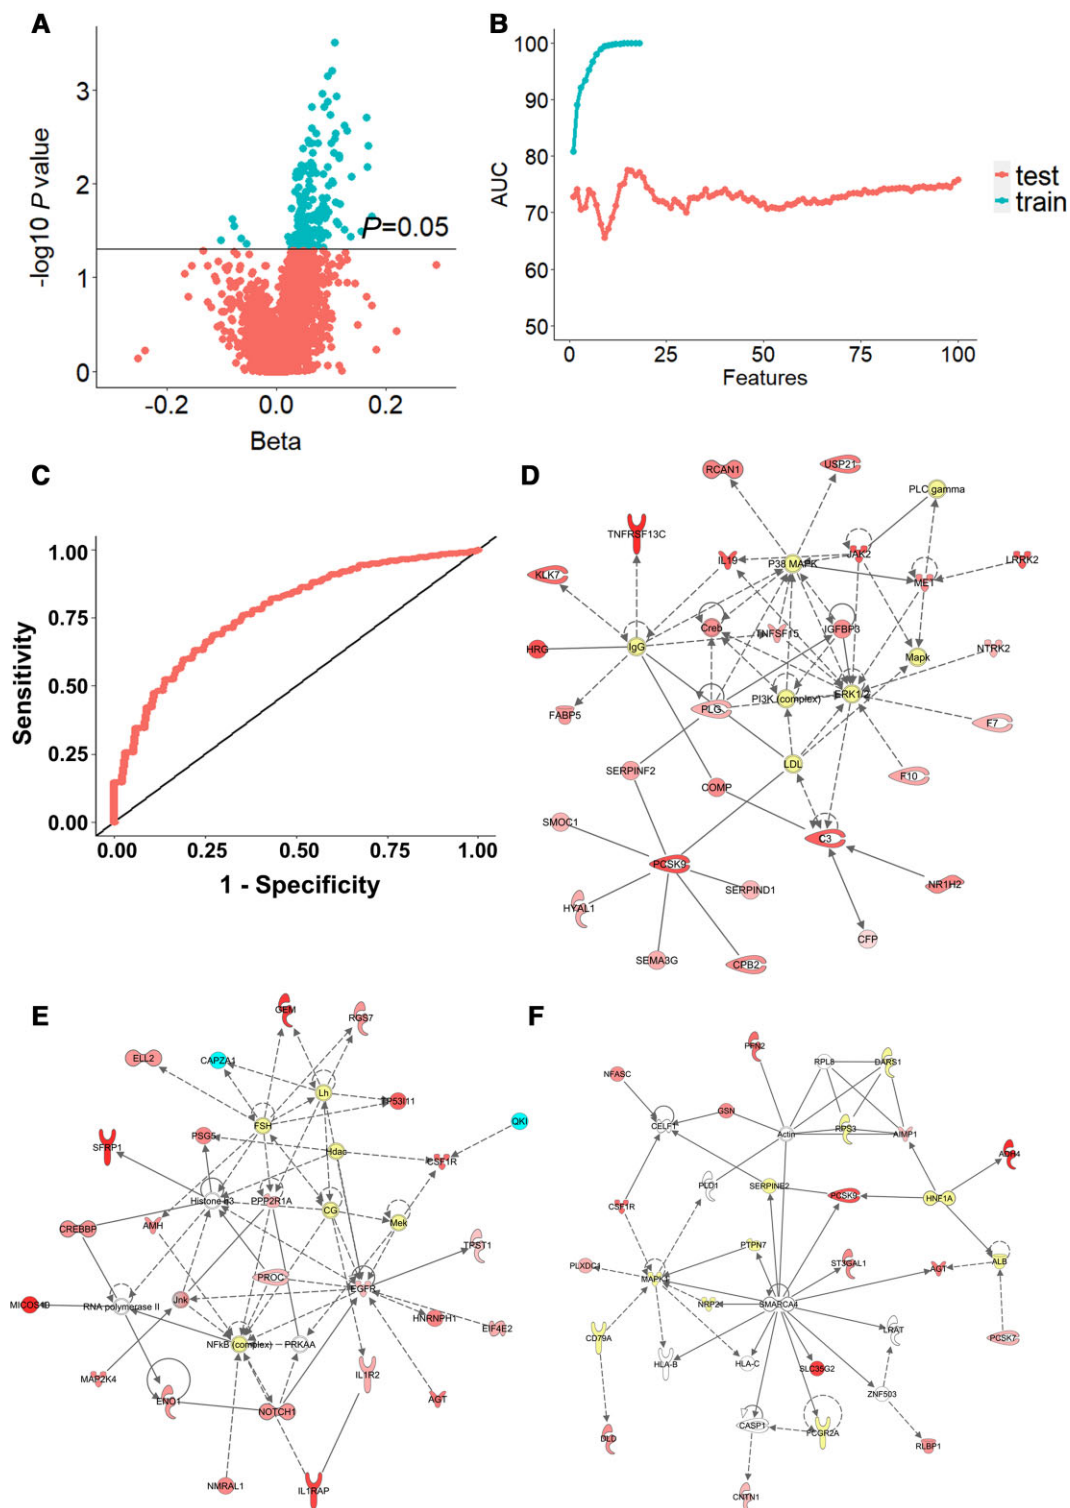 A
-log10 P value
3
2
1
0
P=0.05
-0.2
0.0
0.2
Beta
B
AUC
100
90
80
70
60
50
0
25
50
75
100
Features
test
train
C
Sensitivity
1.00
0.75
0.50
0.25
0.00
0.00
0.25
0.50
0.75
1.00
1 - Specificity
D
RCAN1
USP21
PLC gamma
TNFRSF13C
IL19
P38 MAPK
JAK2
LRRK2
MET
KLK7
Creb
TNFSF15
IGFBP3
HRG
IgG
Mapk
NTRK2
PI3K (complex)
ERK1/2
FABP5
PLG
F7
LDL
F10
SERPINF2
COMP
SMOC1
C3
PCSK9
SERPIND1
NR1H2
HYAL1
CFP
SEMA3G
CPB2
E
GEM
RGS7
ELL2
CAPZA1
Lh
TP53I11
FSH
QKI
PSG5
SFRP1
Hdac
CSF1R
Histone h3
PPP2R1A
CG
Mek
CREBBP
AMH
TPST1
PROC
EGFR
Jnk
MICOS10
RNA polymerase II
HNRNPH1
EIF4E2
NFkB (complex)
PRKAA
MAP2K4
IL1R2
ENO1
NOTCH1
AGT
NMRAL1
IL1RAP
F
PFN2
RPL8
DARS1
NFASC
GSN
CELF1
Actin
RPS3
AIMP1
ADR4
PLD1
SERPINE2
PCSK9
HNF1A
CSF1R
PTPN7
PLXDC1
MAPK1
ST3GAL1
AGT
ALB
NRP2
SMARCA4
CD79A
LRAT
PCSK7
HLA-B
HLA-C
SLC35G2
ZNF503
CASP1
FCGR2A
DLD
RLBP1
CNTN1